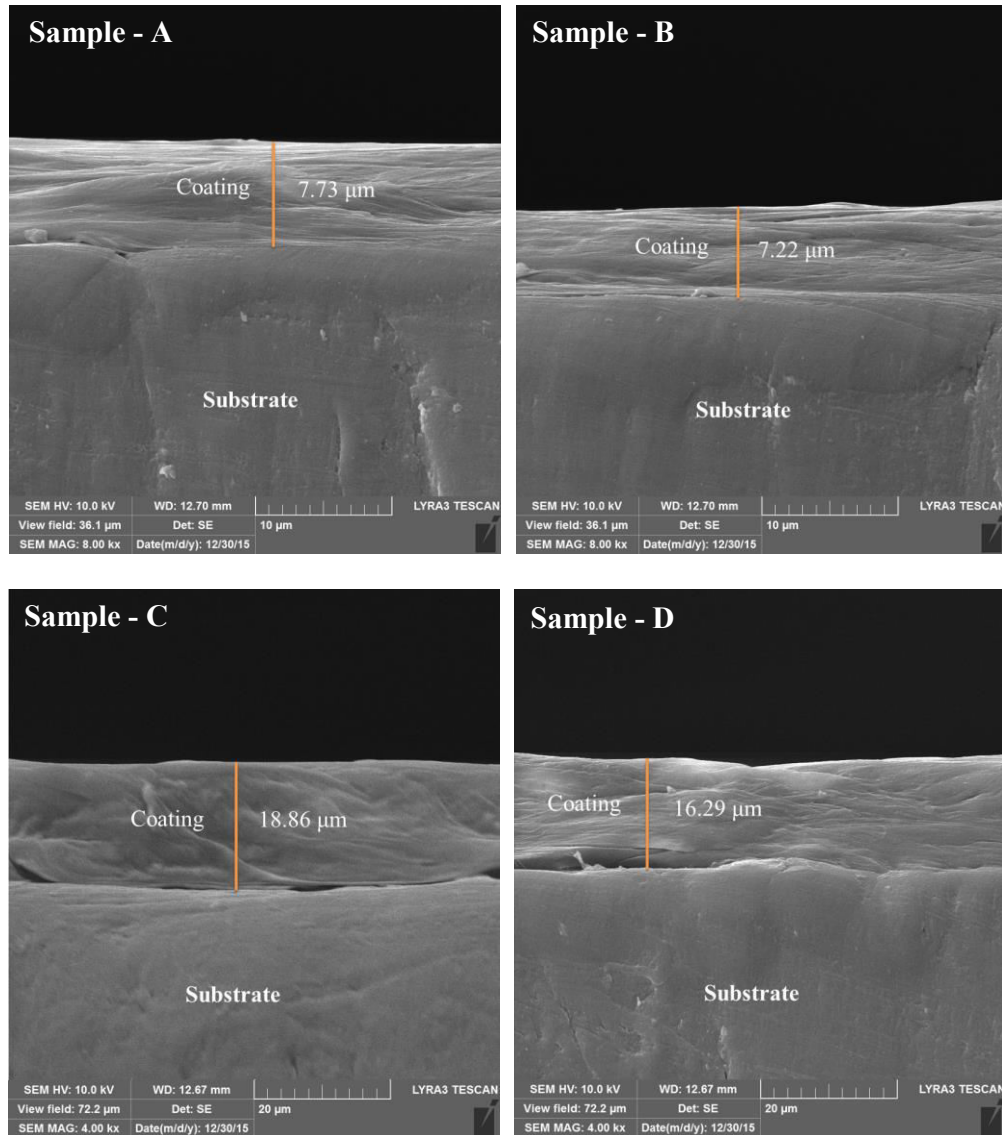 Sample - A
Coating 7.73 μm
Substrate
SEM HV: 10.0 kV WD: 12.70 mm LYRA3 TESCAN
View field: 36.1 μm Det: SE 10 μm
SEM MAG: 8.00 kx Date(m/d/y): 12/30/15
Sample - B
Coating 7.22 μm
Substrate
SEM HV: 10.0 kV WD: 12.70 mm LYRA3 TESCAN
View field: 36.1 μm Det: SE 10 μm
SEM MAG: 8.00 kx Date(m/d/y): 12/30/15
Sample - C
Coating 18.86 μm
Substrate
SEM HV: 10.0 kV WD: 12.67 mm LYRA3 TESCAN
View field: 72.2 μm Det: SE 20 μm
SEM MAG: 4.00 kx Date(m/d/y): 12/30/15
Sample - D
Coating 16.29 μm
Substrate
SEM HV: 10.0 kV WD: 12.67 mm LYRA3 TESCAN
View field: 72.2 μm Det: SE 20 μm
SEM MAG: 4.00 kx Date(m/d/y): 12/30/15